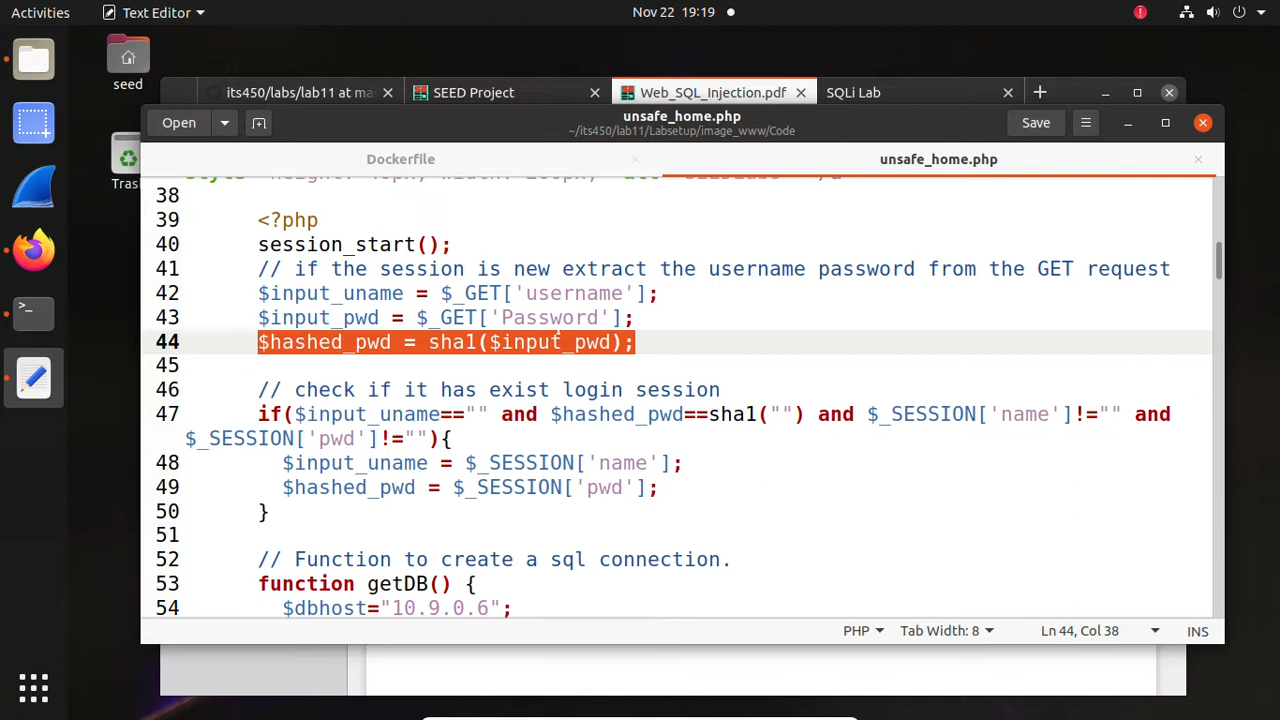 Activities
Text Editor
Nov 22 19:19
seed
Trash
its450/labs/lab11 at ma
SEED Project
Web_SQL_Injection.pdf
SQLi Lab
Open
unsafe_home.php
~/its450/lab11/Labsetup/image_www/Code
Save
Dockerfile
unsafe_home.php
38
39 <?php
40 session_start();
41 // if the session is new extract the username password from the GET request
42 $input_uname = $_GET['username'];
43 $input_pwd = $_GET['Password'];
44 $hashed_pwd = sha1($input_pwd);
45
46 // check if it has exist login session
47 if($input_uname=="" and $hashed_pwd==sha1("") and $_SESSION['name']!="" and
$_SESSION['pwd']!=""){
48 $input_uname = $_SESSION['name'];
49 $hashed_pwd = $_SESSION['pwd'];
50 }
51
52 // Function to create a sql connection.
53 function getDB() {
54 $dbhost="10.9.0.6";
PHP
Tab Width: 8
Ln 44, Col 38
INS